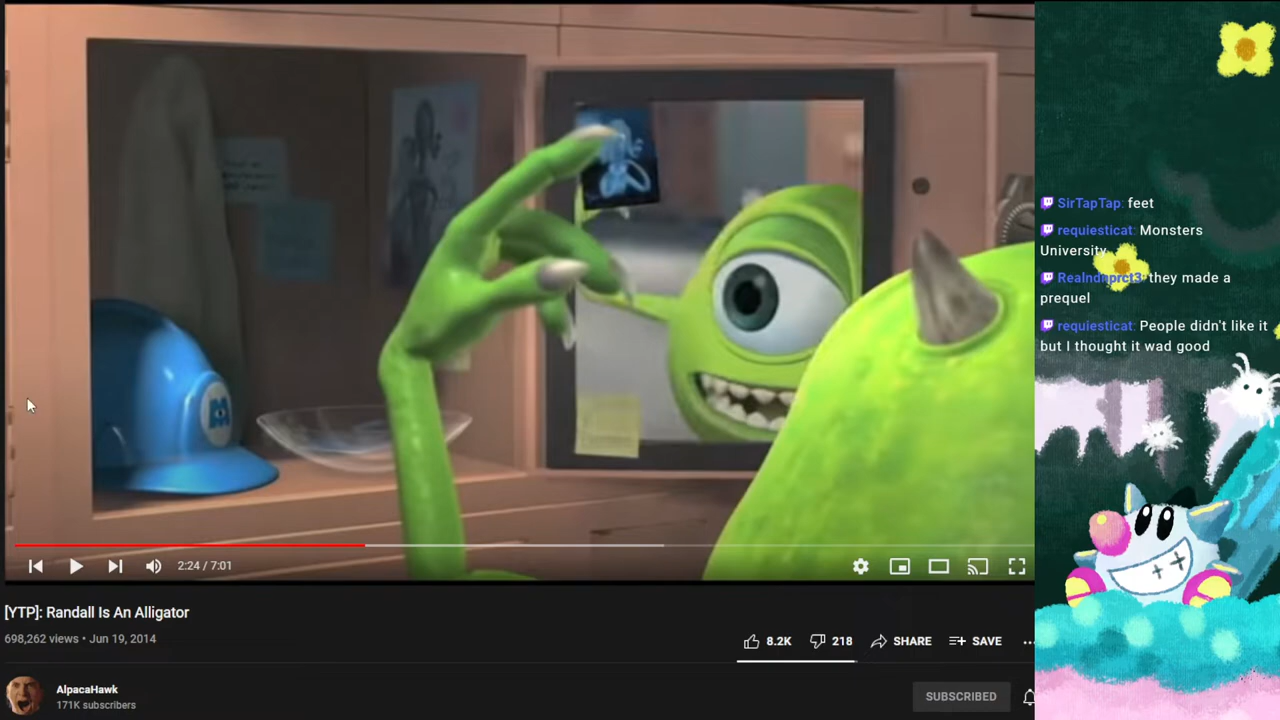 SirTapTap: feet
requiesticat: Monsters
University
Realndnprct3: they made a
prequel
requiesticat: People didn't like it
but I thought it wad good
2:24 / 7:01
[YTP]: Randall Is An Alligator
698,262 views • Jun 19, 2014
8.2K 218 SHARE SAVE ...
AlpacaHawk
171K subscribers
SUBSCRIBED